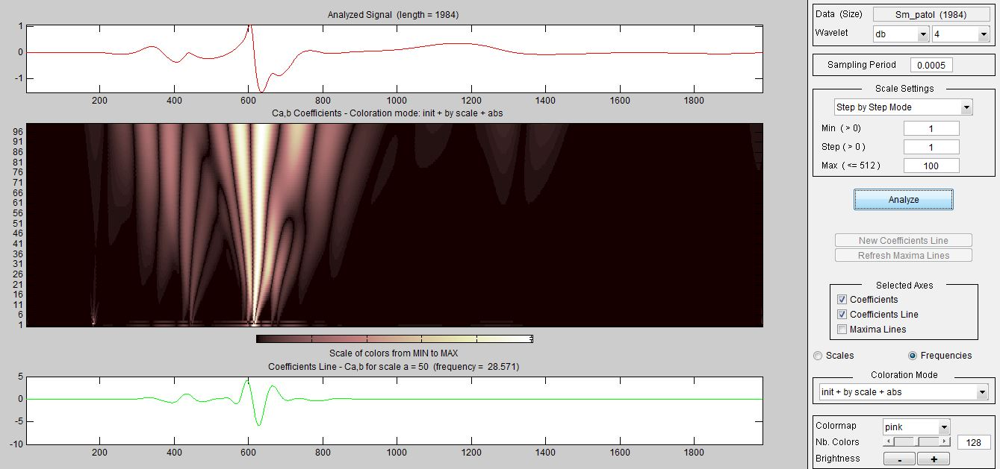 Analyzed Signal (length = 1984)
1
0
-1
200 400 600 800 1000 1200 1400 1600 1800
Ca,b Coefficients - Coloration mode: init + by scale + abs
96
91
86
81
76
71
66
61
56
51
46
41
36
31
26
21
16
11
6
1
Scale of colors from MIN to MAX
Coefficients Line - Ca,b for scale a = 50 (frequency = 28.571)
5
0
-5
-10
200 400 600 800 1000 1200 1400 1600 1800
Data (Size) Sm_patol (1984)
Wavelet db 4
Sampling Period 0.0005
Scale Settings
Step by Step Mode
Min ( > 0) 1
Step ( > 0 ) 1
Max ( <= 512 ) 100
Analyze
New Coefficients Line
Refresh Maxima Lines
Selected Axes
Coefficients
Coefficients Line
Maxima Lines
Scales Frequencies
Coloration Mode
init + by scale + abs
Colormap pink
Nb. Colors 128
Brightness - +